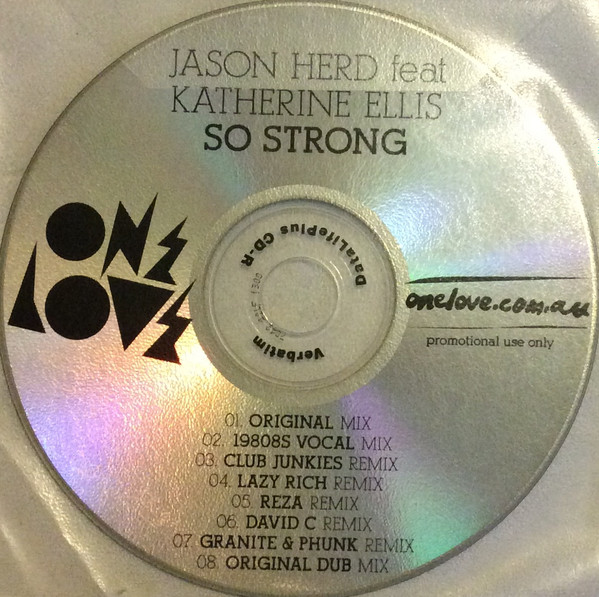 JASON HERD feat
KATHERINE ELLIS
SO STRONG
ONE
LOVE
DataLifePlus CD-R
Verbatim
onelove.com.au
promotional use only
01. ORIGINAL MIX
02. 19808S VOCAL MIX
03. CLUB JUNKIES REMIX
04. LAZY RICH REMIX
05. REZA REMIX
06. DAVID C REMIX
07. GRANITE & PHUNK REMIX
08. ORIGINAL DUB MIX